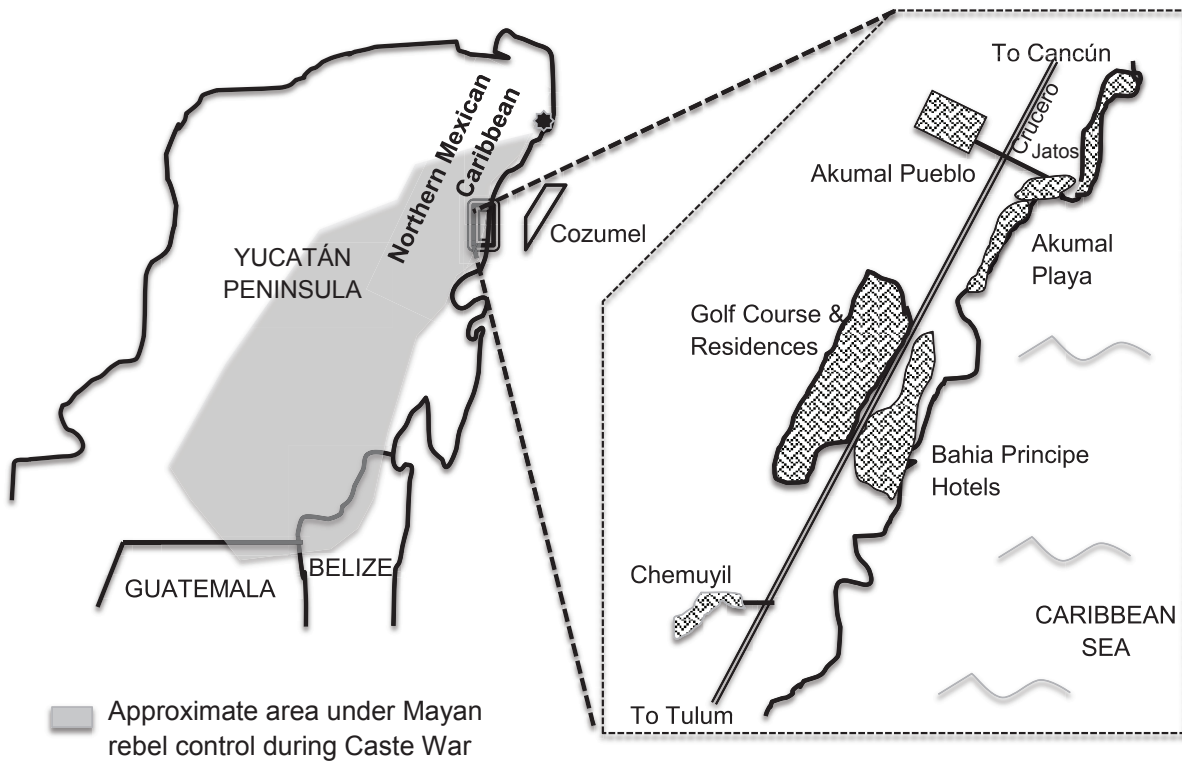 Northern Mexican
Caribbean
YUCATÁN
PENINSULA
Cozumel
GUATEMALA
BELIZE
Approximate area under Mayan
rebel control during Caste War
To Cancún
Crucero
Jatos
Akumal Pueblo
Akumal
Playa
Golf Course &
Residences
Bahia Principe
Hotels
Chemuyil
CARIBBEAN
SEA
To Tulum